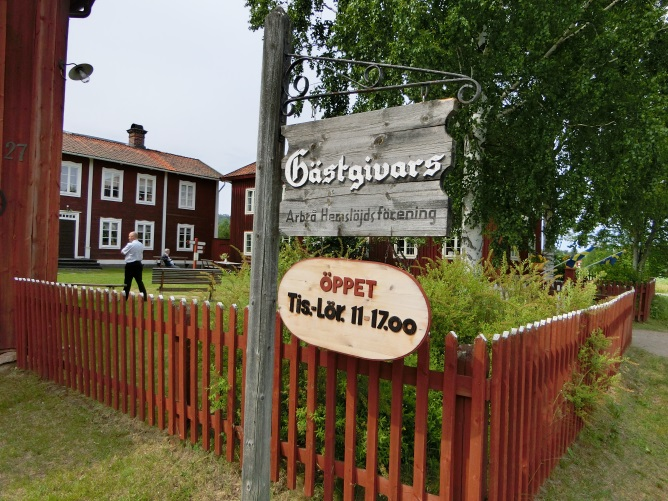 27
Gästgivars
Arbrå Hemslöjdsförening
ÖPPET
Tis.-Lör. 11-17.00